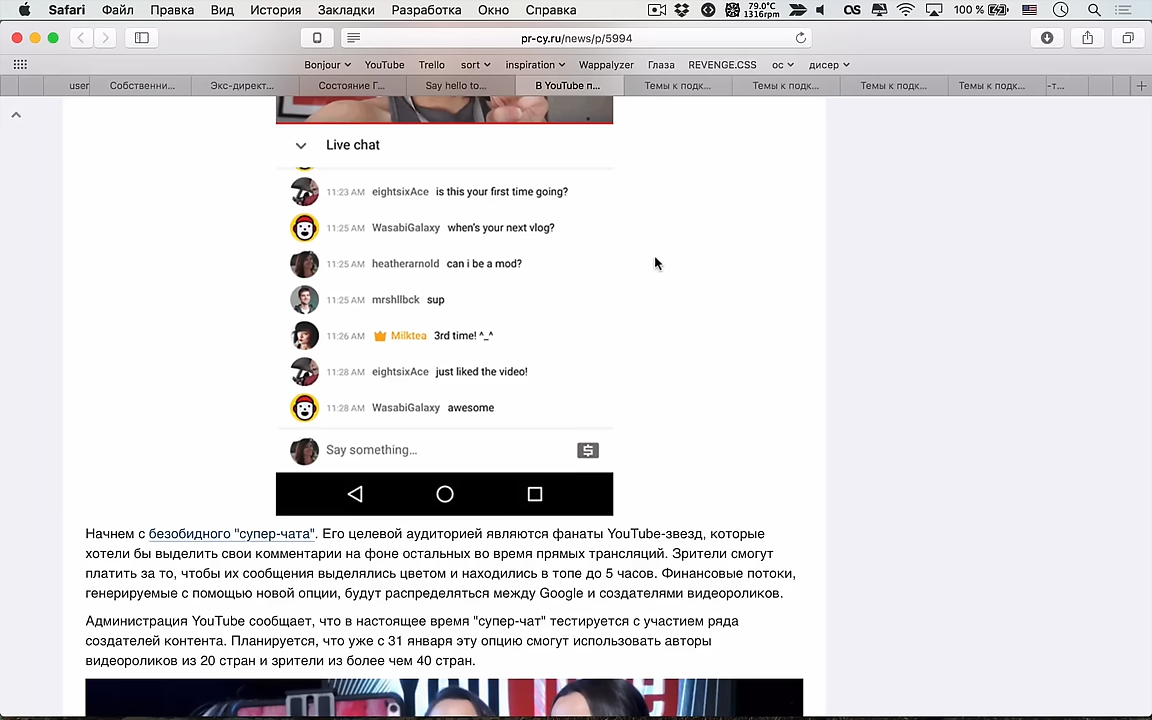 Safari Файл Правка Вид История Закладки Разработка Окно Справка 79.0°C 1316rpm 100 %
pr-cy.ru/news/p/5994
Bonjour YouTube Trello sort inspiration Wappalyzer Глаза REVENGE.CSS ос дисер
user Собственни... Экс-директ... Состояние Г... Say hello to... В YouTube п... Темы к подк... Темы к подк... Темы к подк... Темы к подк... -т...
Live chat
11:23 AM eightsixAce is this your first time going?
11:25 AM WasabiGalaxy when's your next vlog?
11:25 AM heatherarnold can i be a mod?
11:25 AM mrshllbck sup
11:26 AM Milktea 3rd time! ^_^
11:28 AM eightsixAce just liked the video!
11:28 AM WasabiGalaxy awesome
Say something...
Начнем с безобидного "супер-чата". Его целевой аудиторией являются фанаты YouTube-звезд, которые
хотели бы выделить свои комментарии на фоне остальных во время прямых трансляций. Зрители смогут
платить за то, чтобы их сообщения выделялись цветом и находились в топе до 5 часов. Финансовые потоки,
генерируемые с помощью новой опции, будут распределяться между Google и создателями видеороликов.
Администрация YouTube сообщает, что в настоящее время "супер-чат" тестируется с участием ряда
создателей контента. Планируется, что уже с 31 января эту опцию смогут использовать авторы
видеороликов из 20 стран и зрители из более чем 40 стран.